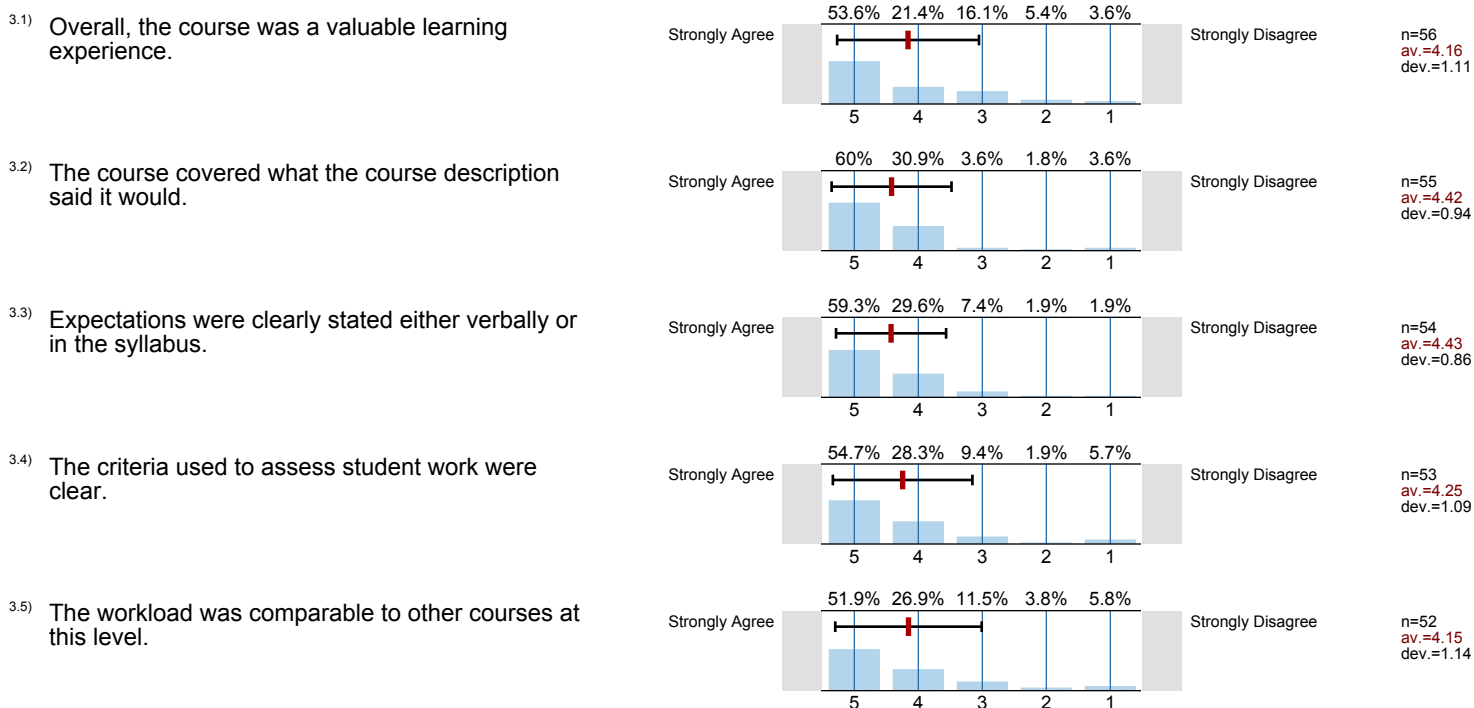 53.6% 21.4% 16.1% 5.4% 3.6%
3.1) Overall, the course was a valuable learning
experience.
Strongly Agree
Strongly Disagree
n=56
av.=4.16
dev.=1.11
5 4 3 2 1
60% 30.9% 3.6% 1.8% 3.6%
3.2) The course covered what the course description
said it would.
Strongly Agree
Strongly Disagree
n=55
av.=4.42
dev.=0.94
5 4 3 2 1
59.3% 29.6% 7.4% 1.9% 1.9%
3.3) Expectations were clearly stated either verbally or
in the syllabus.
Strongly Agree
Strongly Disagree
n=54
av.=4.43
dev.=0.86
5 4 3 2 1
54.7% 28.3% 9.4% 1.9% 5.7%
3.4) The criteria used to assess student work were
clear.
Strongly Agree
Strongly Disagree
n=53
av.=4.25
dev.=1.09
5 4 3 2 1
51.9% 26.9% 11.5% 3.8% 5.8%
3.5) The workload was comparable to other courses at
this level.
Strongly Agree
Strongly Disagree
n=52
av.=4.15
dev.=1.14
5 4 3 2 1